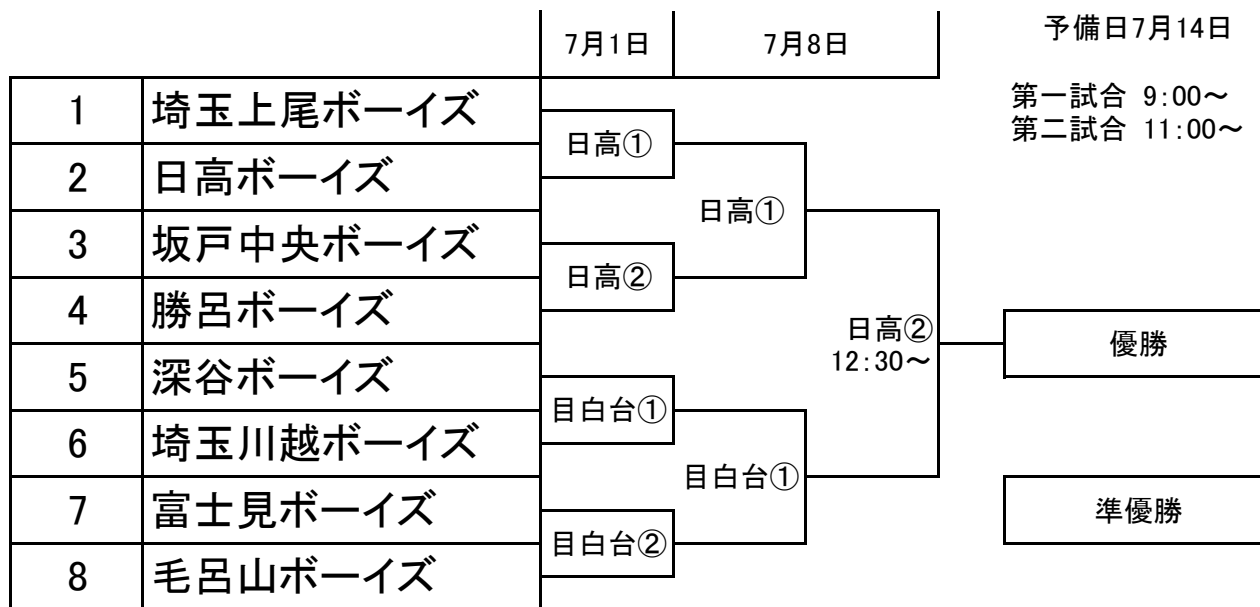 7月1日
7月8日
予備日7月14日
第一試合 9:00～
第二試合 11:00～
1 埼玉上尾ボーイズ
2 日高ボーイズ
3 坂戸中央ボーイズ
4 勝呂ボーイズ
5 深谷ボーイズ
6 埼玉川越ボーイズ
7 富士見ボーイズ
8 毛呂山ボーイズ
日高①
日高②
目白台①
目白台②
日高①
目白台①
日高②
12:30～
優勝
準優勝